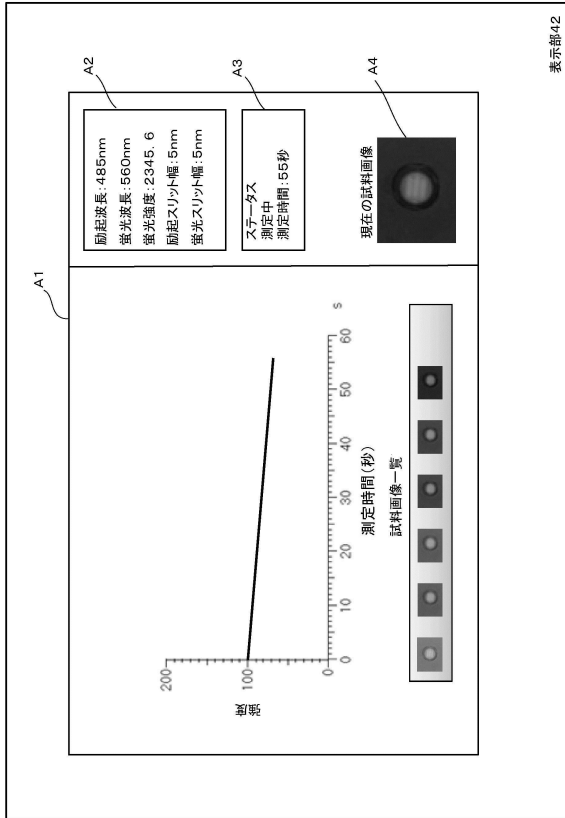 A1
A2
励起波長:485nm
蛍光波長:560nm
蛍光強度:2345.6
励起スリット幅:5nm
蛍光スリット幅:5nm
A3
ステータス
測定中
測定時間:55秒
現在の試料画像
A4
強度
200
100
0
0 10 20 30 40 50 60 s
測定時間(秒)
試料画像一覧
表示部42